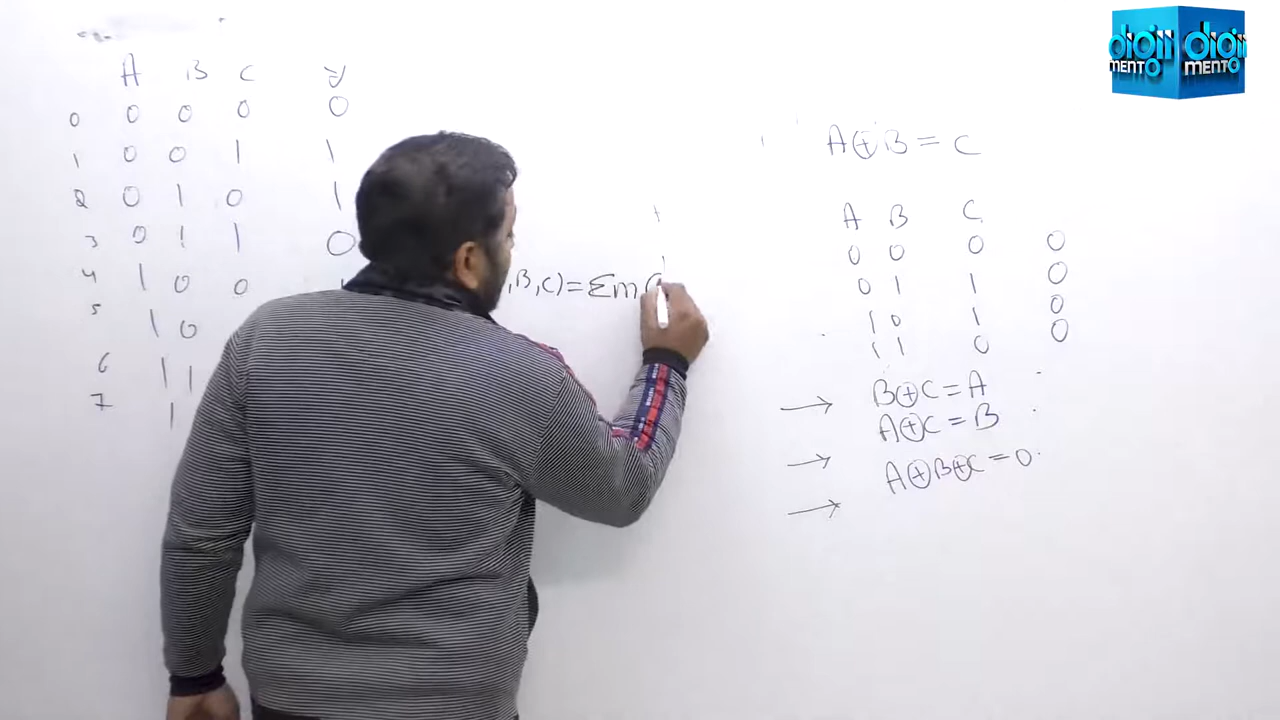 A B C y
0 0 0 0 0
1 0 0 1 1
2 0 1 0 1
3 0 1 1 0
4 1 0 0
5 1 0
6 1 1
7 1
,B,C)=Σm(
A⊕B=C
A B C
0 0 0 0
0 1 1 0
1 0 1 0
1 1 0 0
→ B⊕C=A
A⊕C=B
→ A⊕B⊕C=0
→
digii MENTO digii MENTO